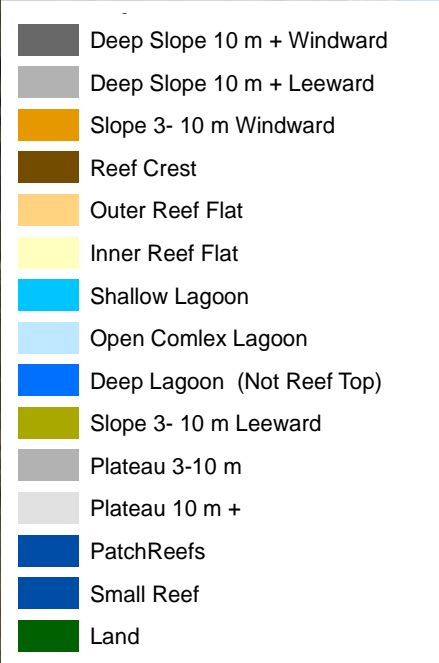 Deep Slope 10 m + Windward
Deep Slope 10 m + Leeward
Slope 3- 10 m Windward
Reef Crest
Outer Reef Flat
Inner Reef Flat
Shallow Lagoon
Open Comlex Lagoon
Deep Lagoon (Not Reef Top)
Slope 3- 10 m Leeward
Plateau 3-10 m
Plateau 10 m +
PatchReefs
Small Reef
Land